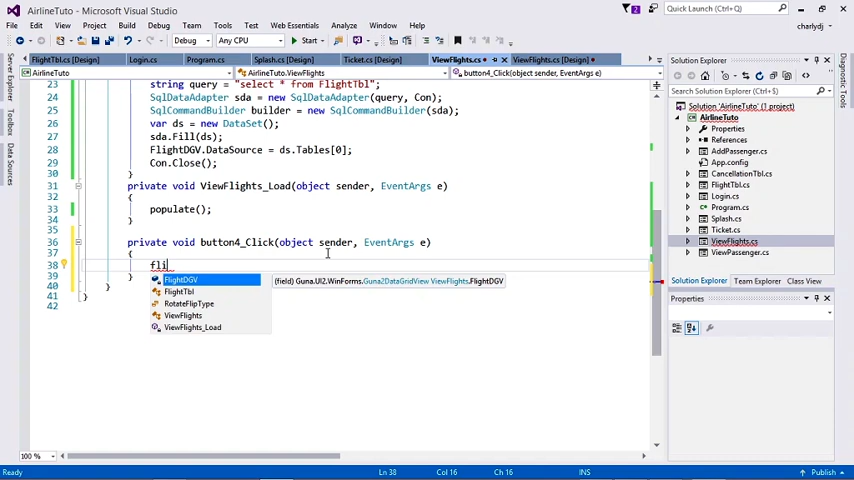 AirlineTuto - Microsoft Visual Studio
Quick Launch (Ctrl+Q)
File Edit View Project Build Debug Team Tools Test Web Essentials Analyze Window Help
charlydj
Debug Any CPU Start
FlightTbl.cs [Design] Login.cs Program.cs Splash.cs [Design] Ticket.cs [Design] ViewFlights.cs ViewFlights.cs [Design]
AirlineTuto AirlineTuto.ViewFlights button4_Click(object sender, EventArgs e)
Server Explorer
Toolbox
Data Sources
23 string query = "select * from FlightTbl";
24 SqlDataAdapter sda = new SqlDataAdapter(query, Con);
25 SqlCommandBuilder builder = new SqlCommandBuilder(sda);
26 var ds = new DataSet();
27 sda.Fill(ds);
28 FlightDGV.DataSource = ds.Tables[0];
29 Con.Close();
30 }
31 private void ViewFlights_Load(object sender, EventArgs e)
32 {
33 populate();
34 }
35
36 private void button4_Click(object sender, EventArgs e)
37 {
38 fli
39 }
40 }
41 }
42
FlightDGV
FlightTbl
RotateFlipType
ViewFlights
ViewFlights_Load
(field) Guna.UI2.WinForms.Guna2DataGridView ViewFlights.FlightDGV
100 %
Solution Explorer
Search Solution Explorer (Ctrl+;)
Solution 'AirlineTuto' (1 project)
AirlineTuto
Properties
References
AddPassenger.cs
App.config
CancellationTbl.cs
FlightTbl.cs
Login.cs
Program.cs
Splash.cs
Ticket.cs
ViewFlights.cs
ViewPassenger.cs
Solution Explorer Team Explorer Class View
Properties
Diagnostic Tools
Ready Ln 38 Col 16 Ch 16 INS Publish